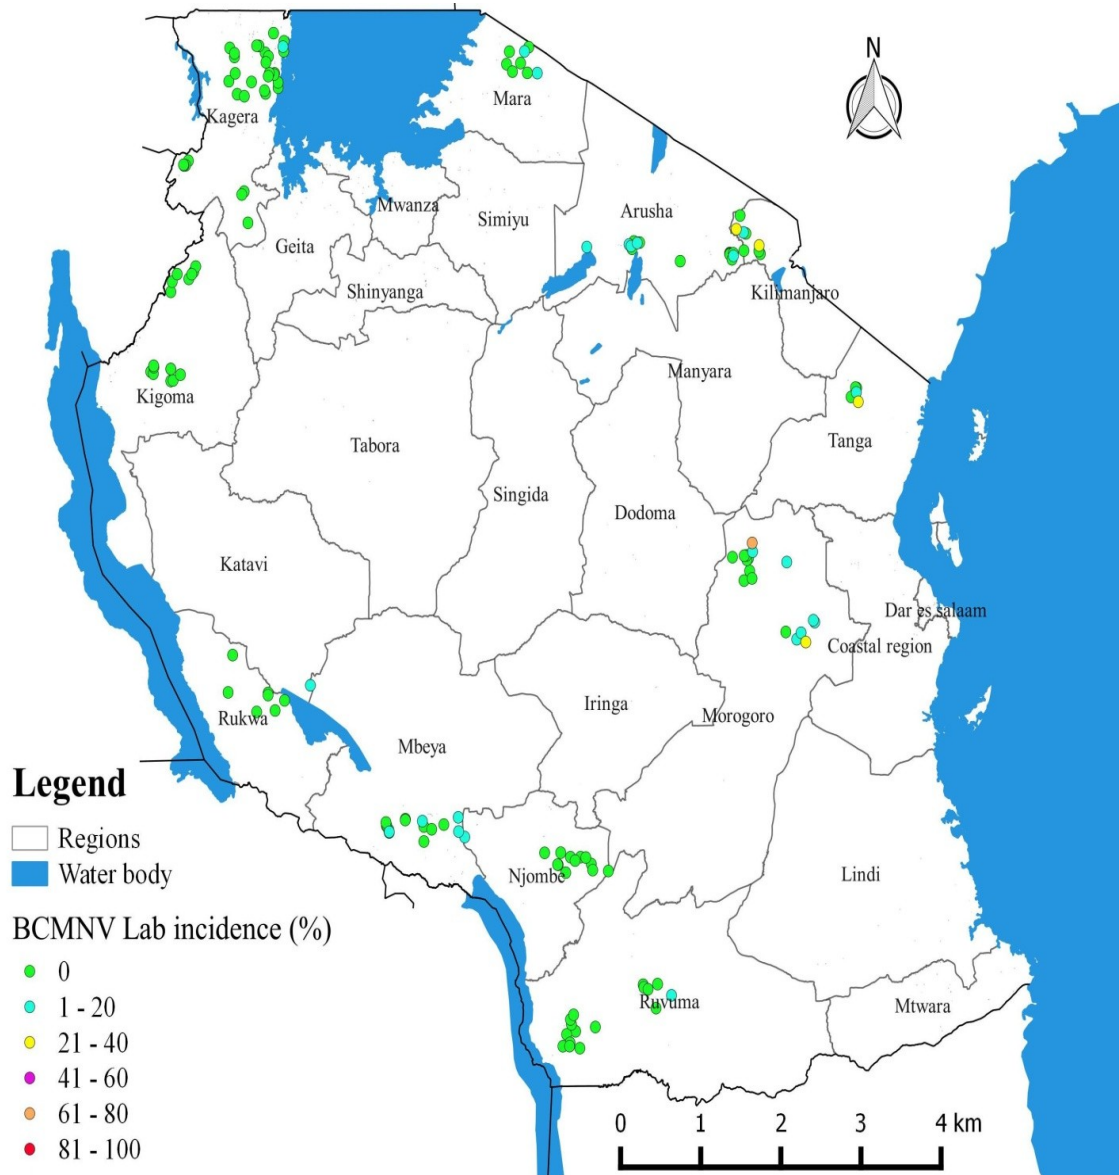 N
Mara
Kagera
Mwanza
Simiyu
Arusha
Geita
Shinyanga
Kilimanjaro
Manyara
Kigoma
Tabora
Tanga
Singida
Dodoma
Katavi
Dar es salaam
Coastal region
Iringa
Rukwa
Morogoro
Mbeya
Njombe
Lindi
Ruvuma
Mtwara
Legend
Regions
Water body
BCMNV Lab incidence (%)
0
1 - 20
21 - 40
41 - 60
61 - 80
81 - 100
0 1 2 3 4 km